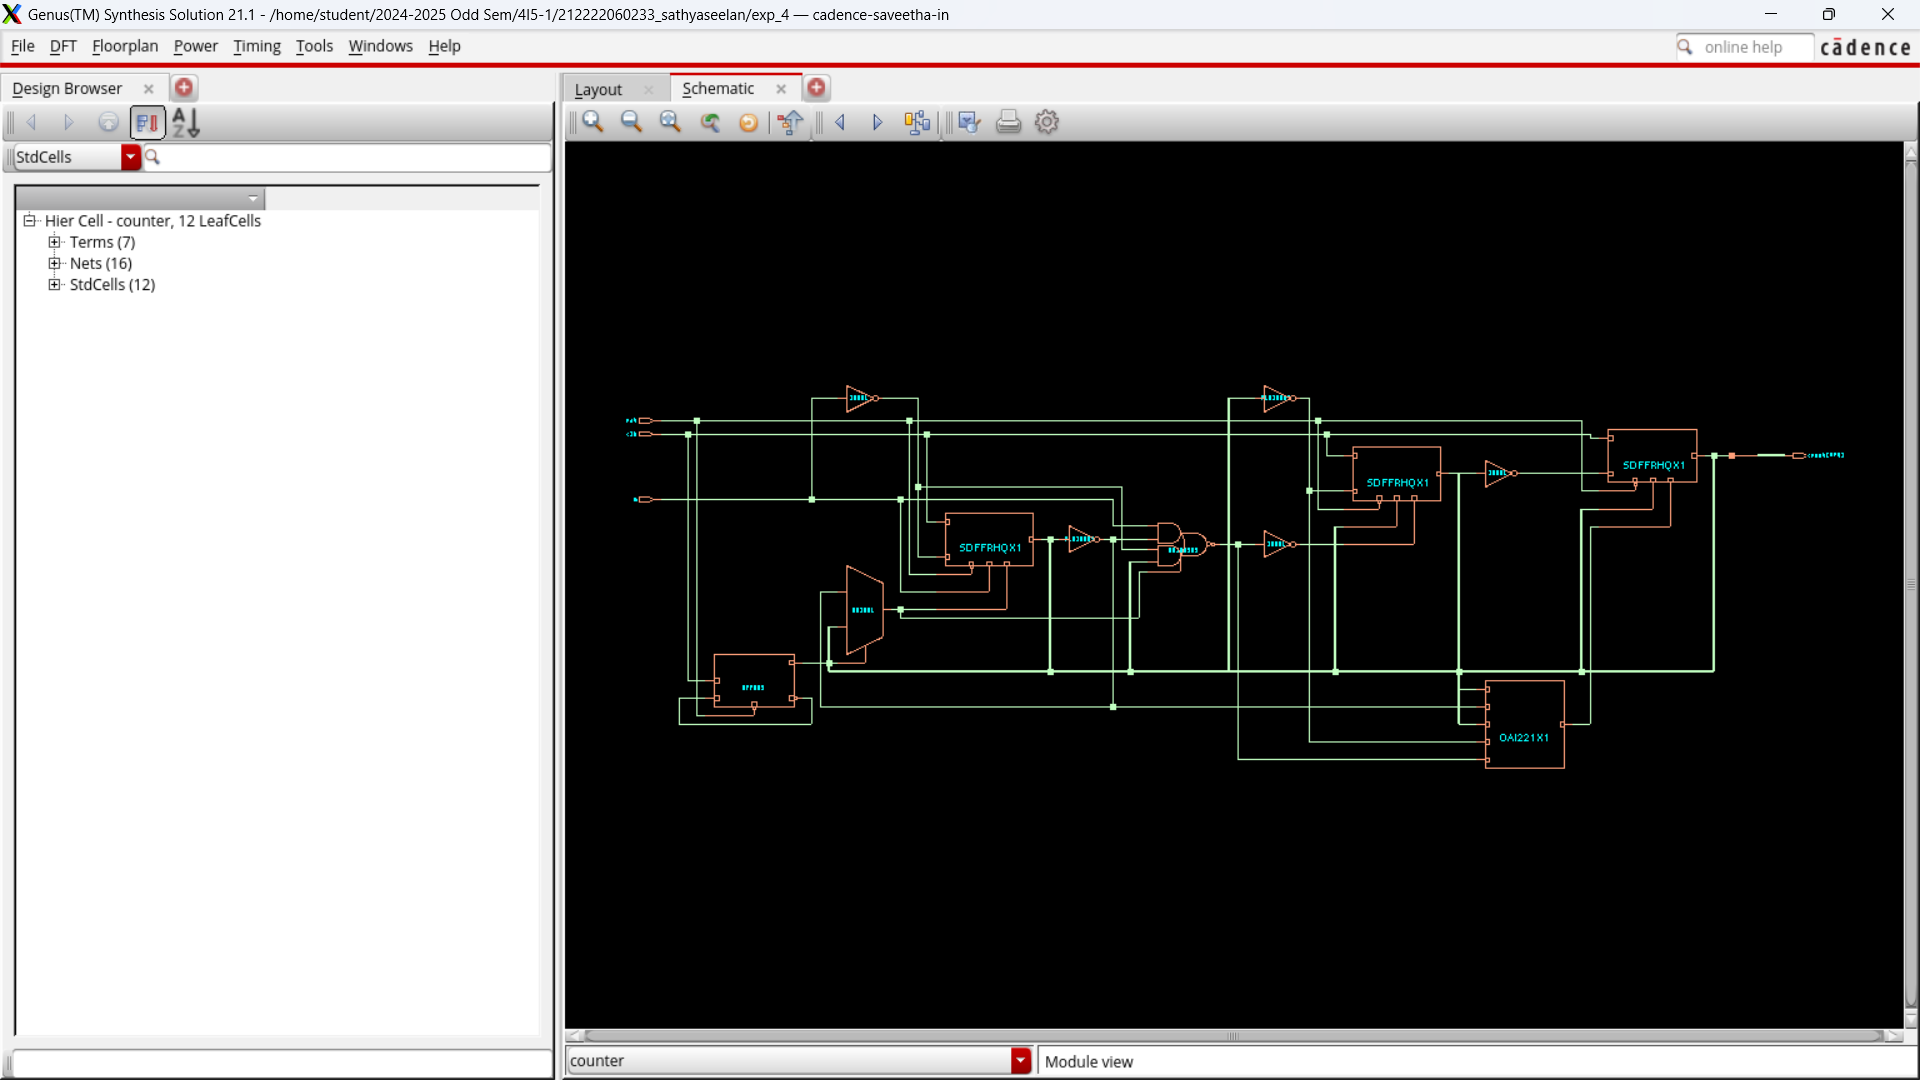 Genus(TM) Synthesis Solution 21.1 - /home/student/2024-2025 Odd Sem/4I5-1/212222060233_sathyaseelan/exp_4 — cadence-saveetha-in
File DFT Floorplan Power Timing Tools Windows Help
online help
cādence
Design Browser
Layout
Schematic
A
Z
StdCells
Hier Cell - counter, 12 LeafCells
Terms (7)
Nets (16)
StdCells (12)
SDFFRHQX1
SDFFRHQX1
SDFFRHQX1
OAI221X1
counter
Module view